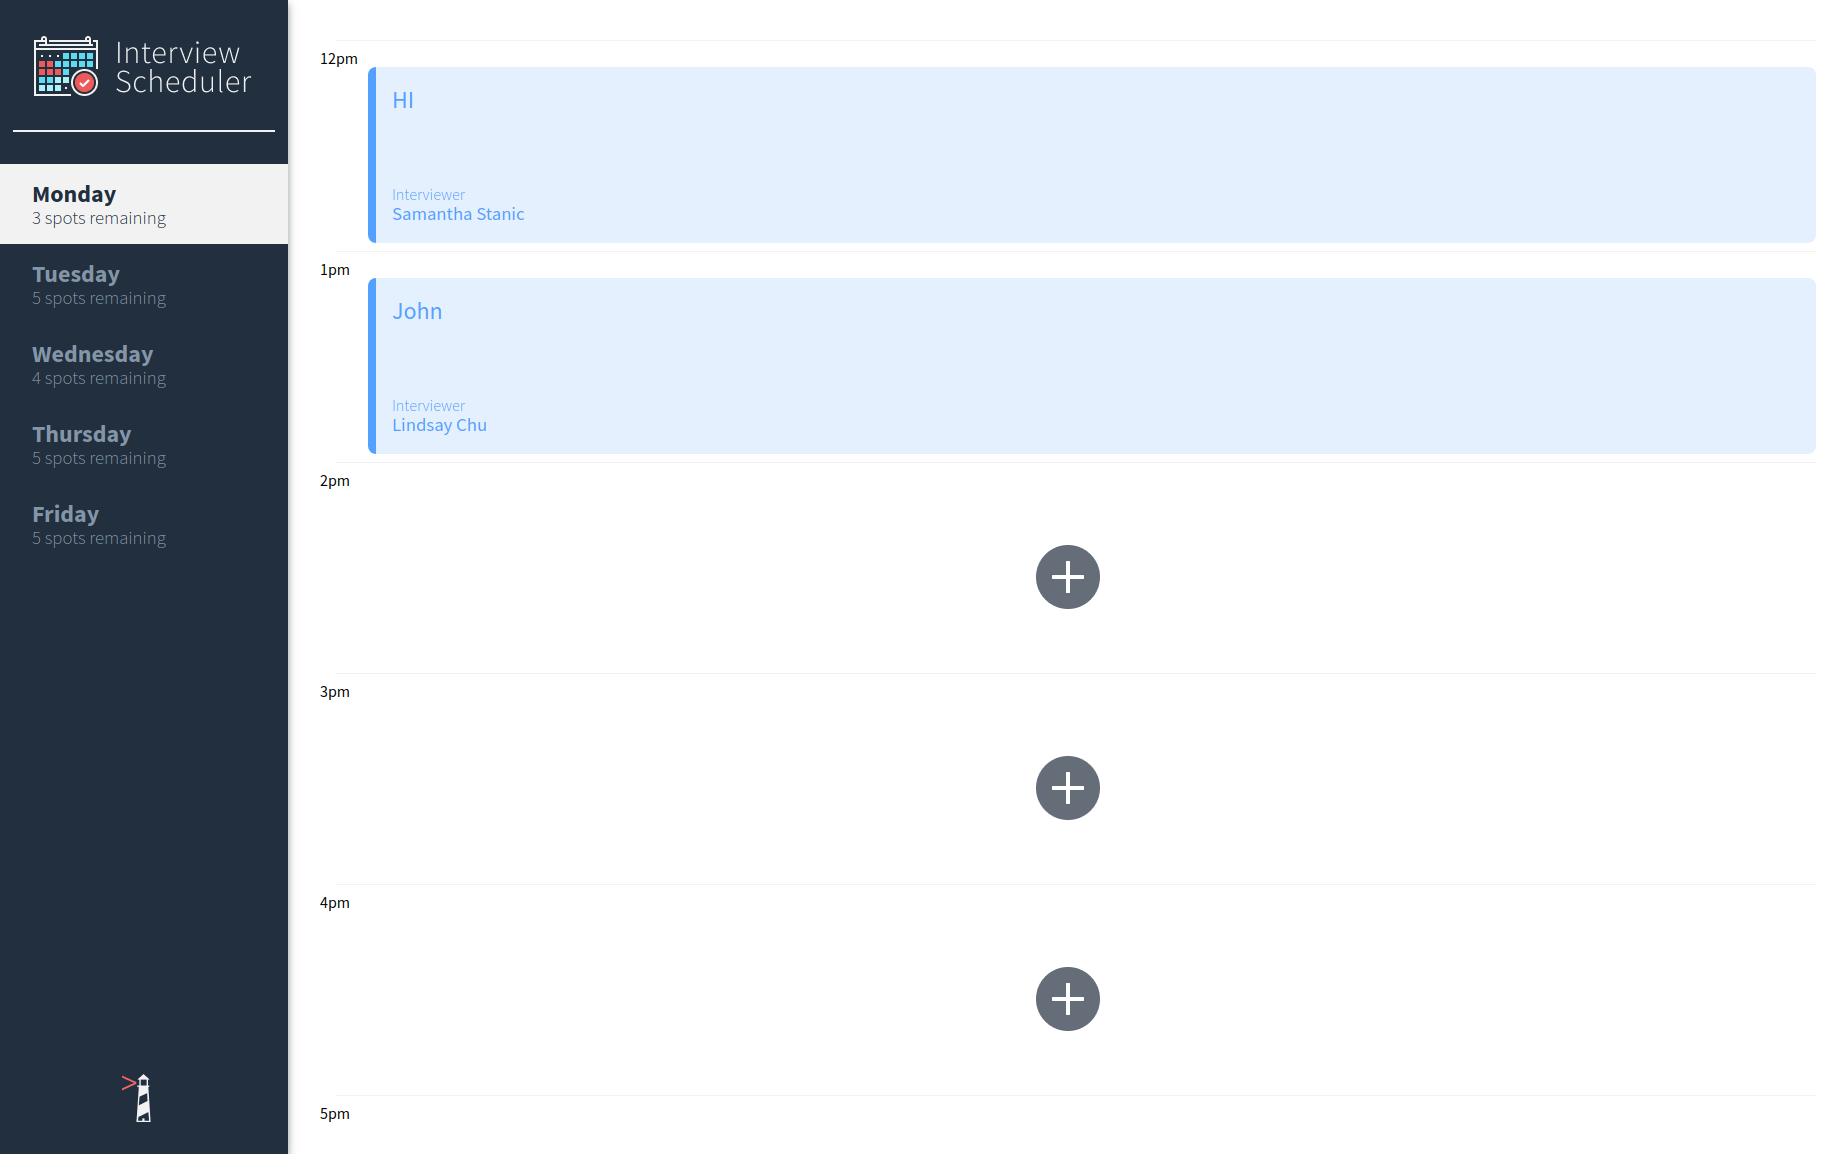 Interview
Scheduler
Monday
3 spots remaining
Tuesday
5 spots remaining
Wednesday
4 spots remaining
Thursday
5 spots remaining
Friday
5 spots remaining
12pm
HI
Interviewer
Samantha Stanic
1pm
John
Interviewer
Lindsay Chu
2pm
3pm
4pm
5pm